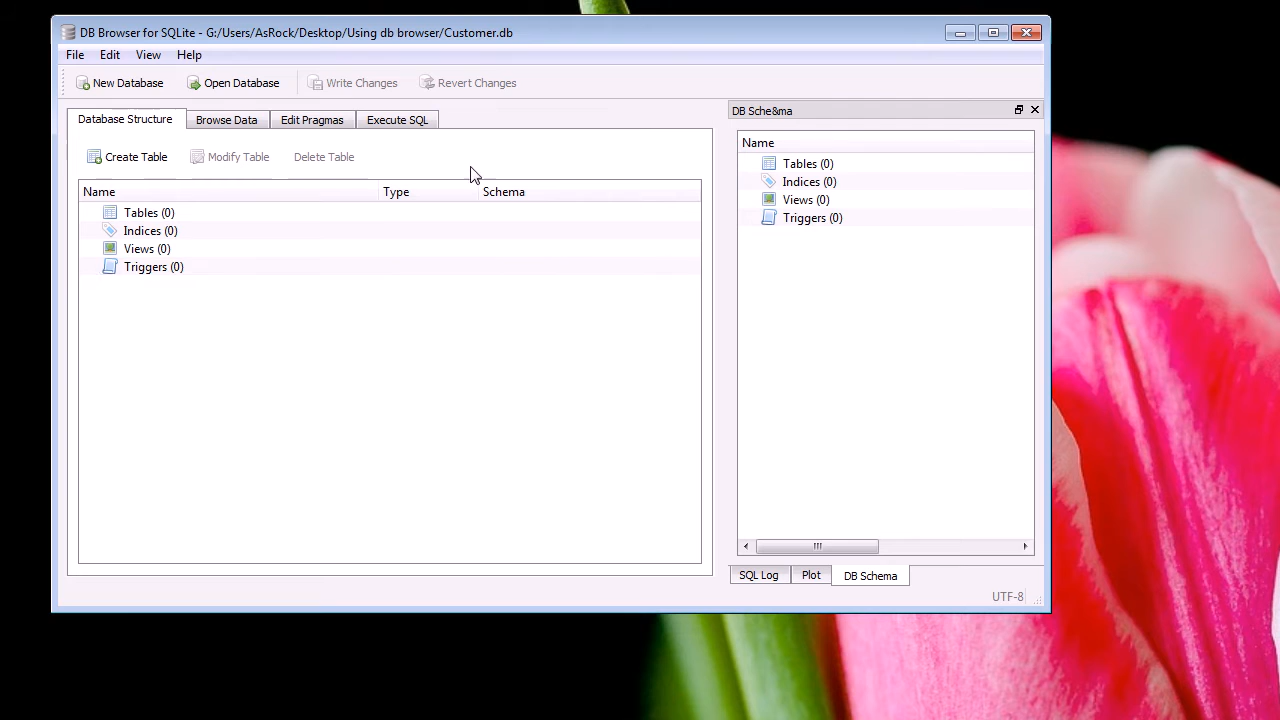 DB Browser for SQLite - G:/Users/AsRock/Desktop/Using db browser/Customer.db
File Edit View Help
New Database Open Database Write Changes Revert Changes
Database Structure Browse Data Edit Pragmas Execute SQL
Create Table Modify Table Delete Table
Name Type Schema
Tables (0)
Indices (0)
Views (0)
Triggers (0)
DB Sche&ma
Name
Tables (0)
Indices (0)
Views (0)
Triggers (0)
SQL Log Plot DB Schema
UTF-8